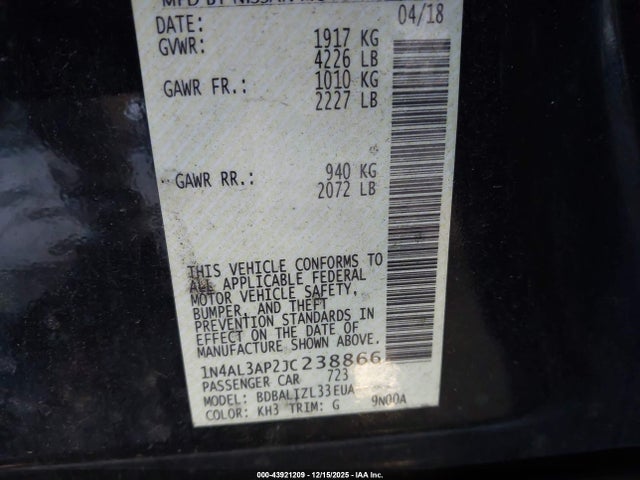 MFD BY NISSAN
DATE: 04/18
GVWR: 1917 KG
4226 LB
GAWR FR.: 1010 KG
2227 LB
GAWR RR.: 940 KG
2072 LB
THIS VEHICLE CONFORMS TO
ALL APPLICABLE FEDERAL
MOTOR VEHICLE SAFETY,
BUMPER, AND THEFT
PREVENTION STANDARDS IN
EFFECT ON THE DATE OF
MANUFACTURE SHOWN ABOVE.
1N4AL3AP2JC238866
PASSENGER CAR 723
MODEL: BDBALIZL33EUA
COLOR: KH3 TRIM: G 9N00A
000-43921209 - 12/15/2025 - IAA Inc.